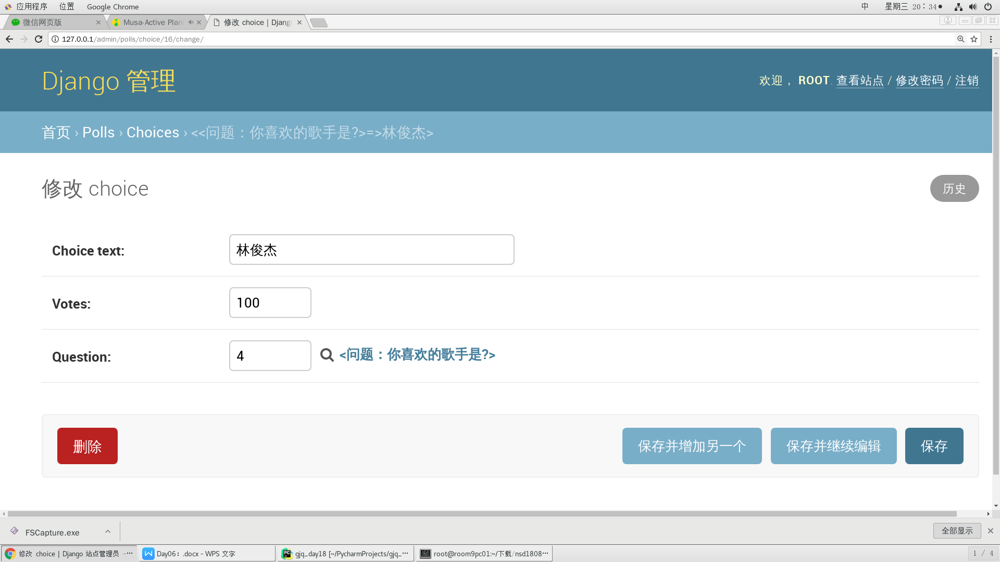 应用程序 位置 Google Chrome 中 星期三 20：34
微信网页版 Musa-Active Plan 修改 choice | Djang
127.0.0.1/admin/polls/choice/16/change/
Django 管理
欢迎， ROOT. 查看站点 / 修改密码 / 注销
首页 › Polls › Choices › <<问题：你喜欢的歌手是?>=>林俊杰>
修改 choice
历史
Choice text: 林俊杰
Votes: 100
Question: 4 <问题：你喜欢的歌手是?>
删除 保存并增加另一个 保存并继续编辑 保存
FSCapture.exe 全部显示
修改 choice | Django 站点管理员 -··· Day06：.docx - WPS 文字 gjq_day18 [~/PycharmProjects/gjq_··· root@room9pc01:~/下载/nsd1808··· 1 / 4